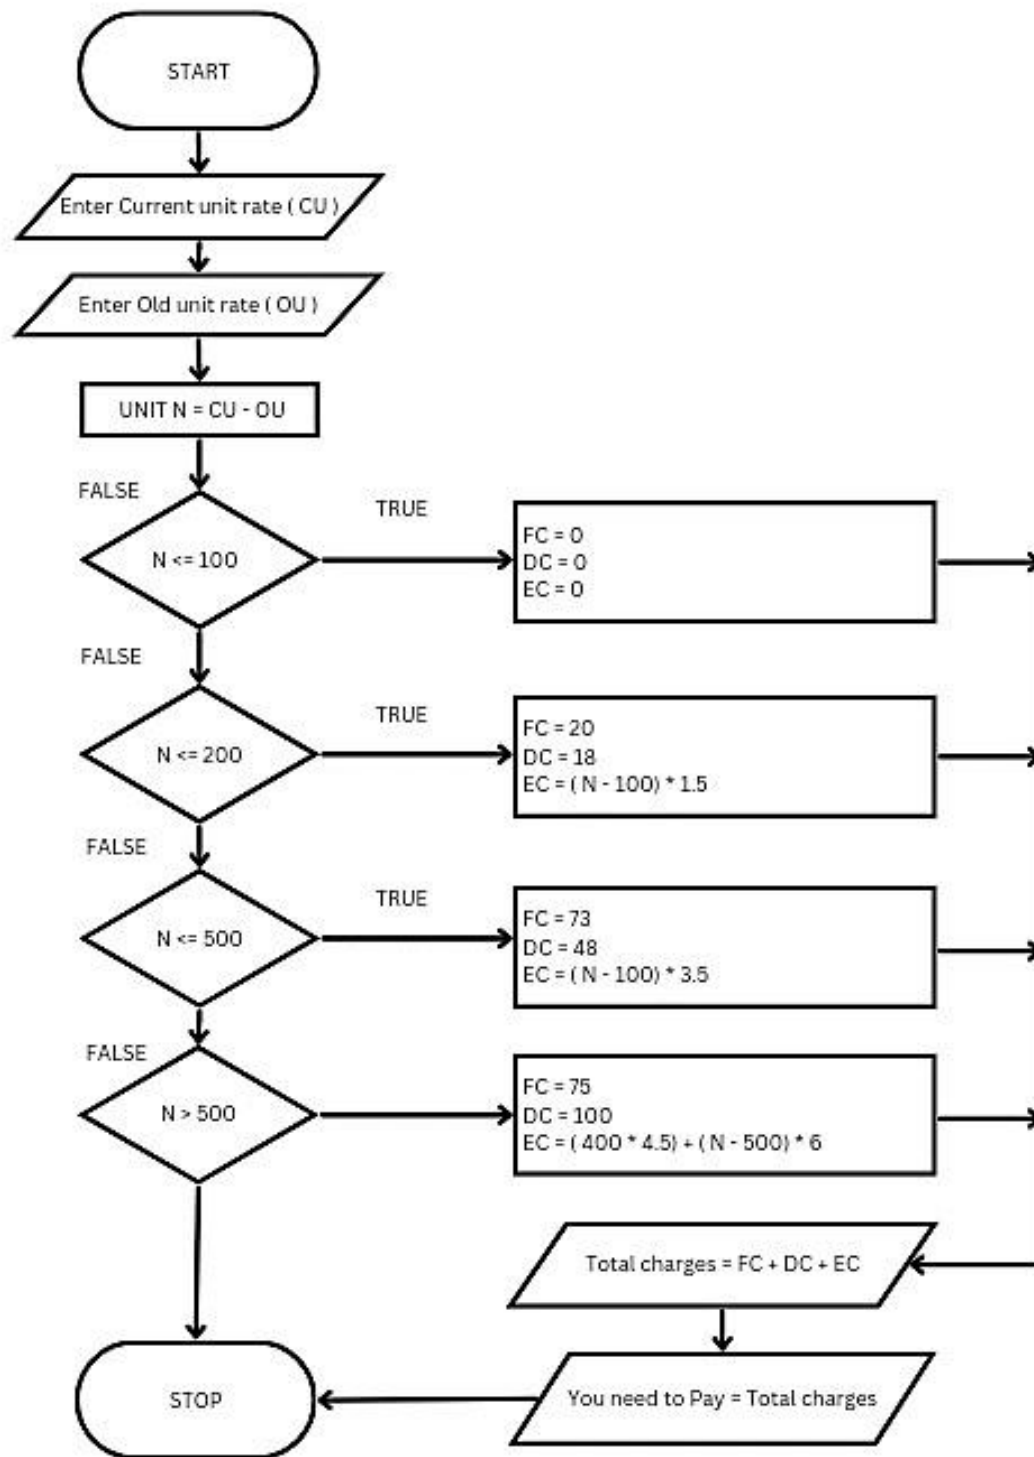 START
Enter Current unit rate ( CU )
Enter Old unit rate ( OU )
UNIT N = CU - OU
FALSE
TRUE
N <= 100
FC = 0
DC = 0
EC = 0
FALSE
TRUE
N <= 200
FC = 20
DC = 18
EC = ( N - 100) * 1.5
FALSE
TRUE
N <= 500
FC = 73
DC = 48
EC = ( N - 100) * 3.5
FALSE
N > 500
FC = 75
DC = 100
EC = ( 400 * 4.5) + ( N - 500) * 6
Total charges = FC + DC + EC
You need to Pay = Total charges
STOP